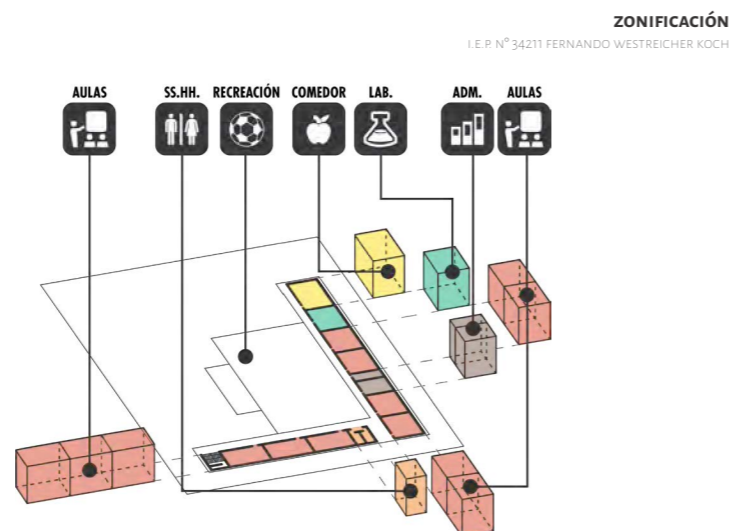 ZONIFICACIÓN
I.E.P. N° 34211 FERNANDO WESTREICHER KOCH
AULAS SS.HH. RECREACIÓN COMEDOR LAB. ADM. AULAS